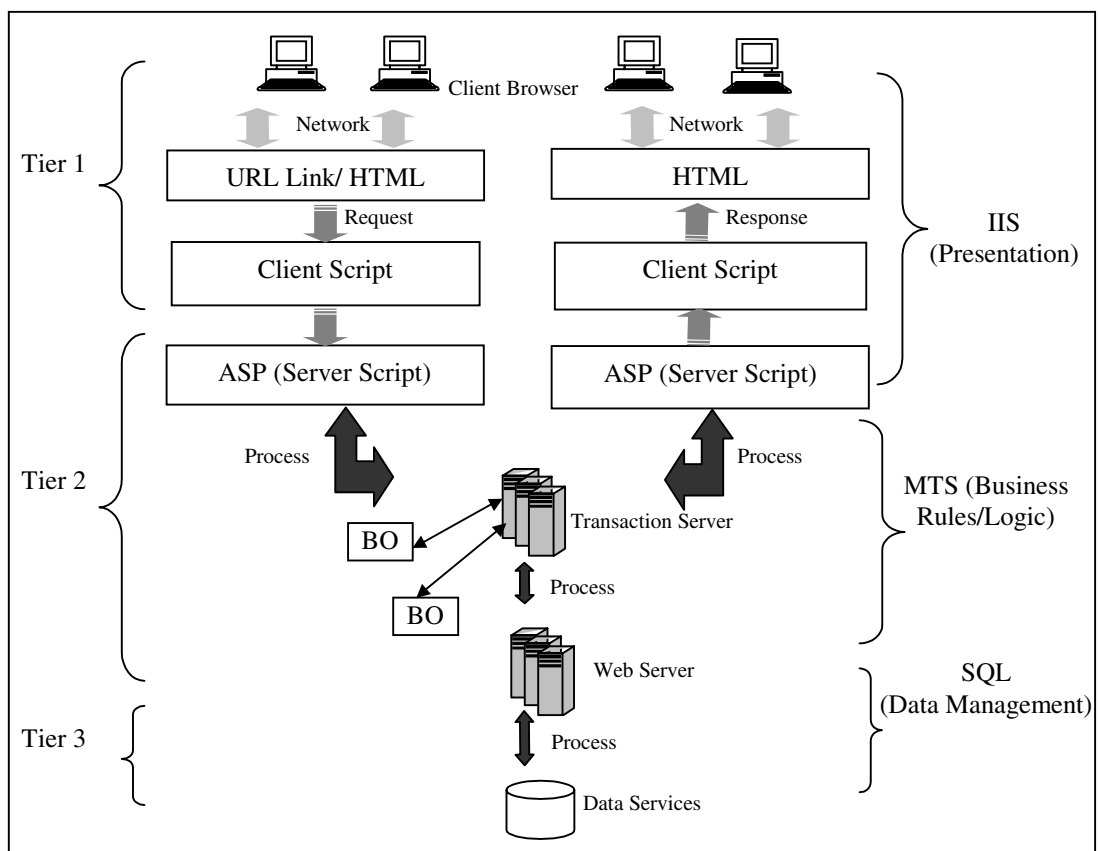 Client Browser
Network
Network
Tier 1
URL Link/ HTML
HTML
Request
Response
IIS
(Presentation)
Client Script
Client Script
ASP (Server Script)
ASP (Server Script)
Process
Process
Tier 2
MTS (Business
Rules/Logic)
Transaction Server
BO
Process
BO
Web Server
SQL
(Data Management)
Tier 3
Process
Data Services